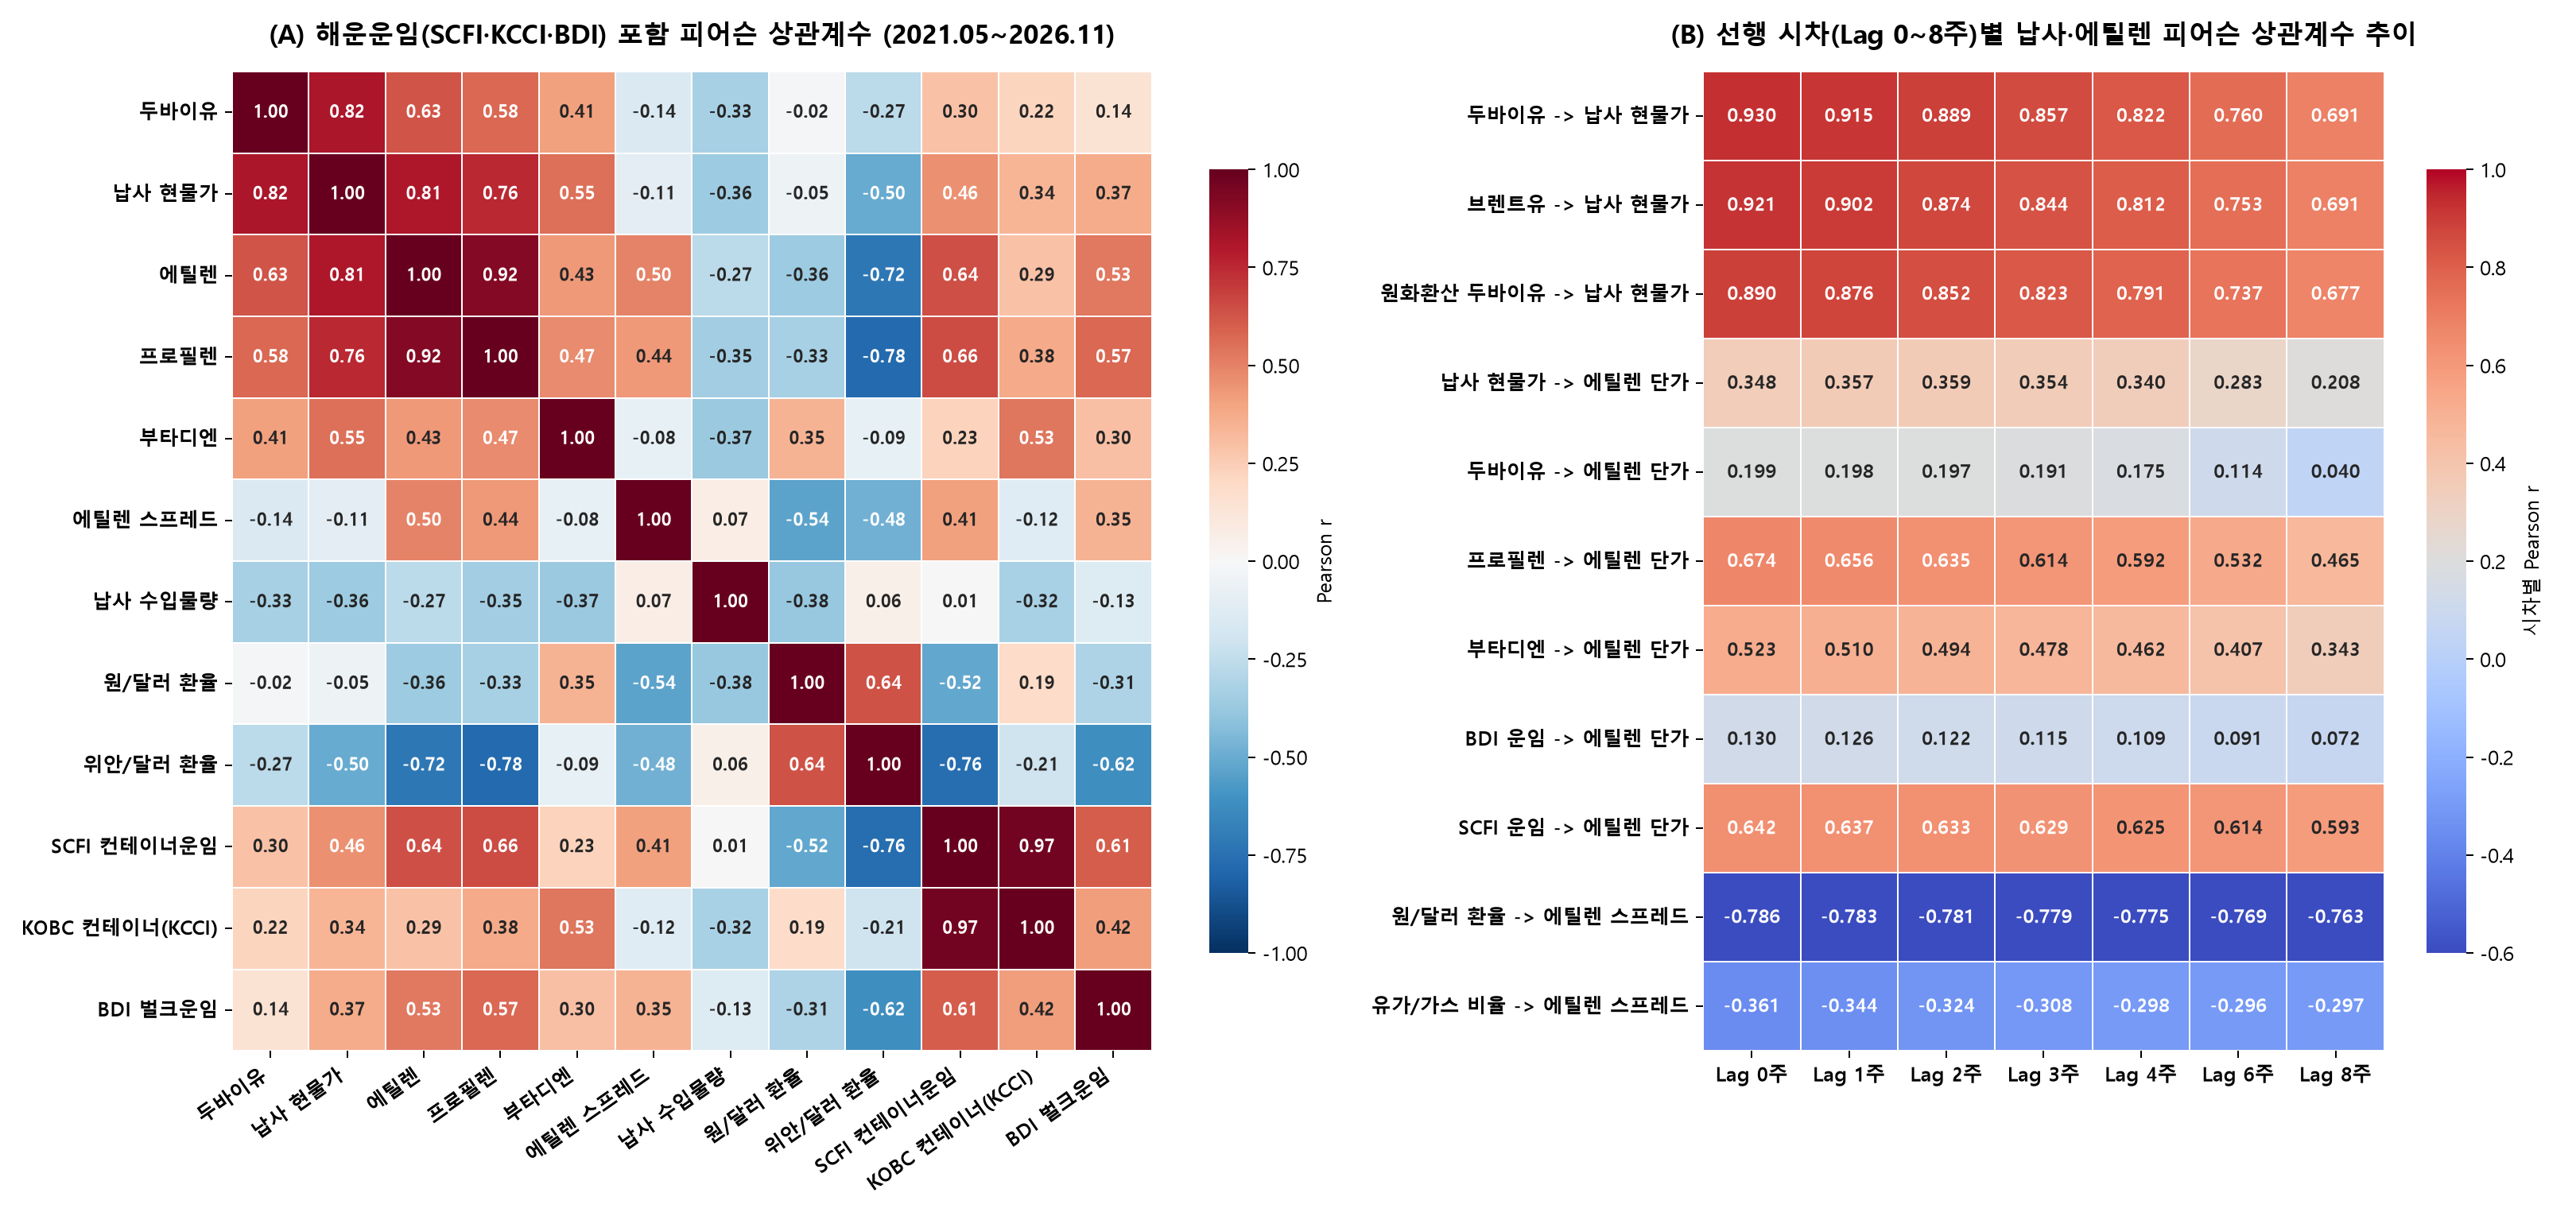 (A) 해운운임(SCFI·KCCI·BDI) 포함 피어슨 상관계수 (2021.05~2026.11)
두바이유 1.00 0.82 0.63 0.58 0.41 -0.14 -0.33 -0.02 -0.27 0.30 0.22 0.14
납사 현물가 0.82 1.00 0.81 0.76 0.55 -0.11 -0.36 -0.05 -0.50 0.46 0.34 0.37
에틸렌 0.63 0.81 1.00 0.92 0.43 0.50 -0.27 -0.36 -0.72 0.64 0.29 0.53
프로필렌 0.58 0.76 0.92 1.00 0.47 0.44 -0.35 -0.33 -0.78 0.66 0.38 0.57
부타디엔 0.41 0.55 0.43 0.47 1.00 -0.08 -0.37 0.35 -0.09 0.23 0.53 0.30
에틸렌 스프레드 -0.14 -0.11 0.50 0.44 -0.08 1.00 0.07 -0.54 -0.48 0.41 -0.12 0.35
납사 수입물량 -0.33 -0.36 -0.27 -0.35 -0.37 0.07 1.00 -0.38 0.06 0.01 -0.32 -0.13
원/달러 환율 -0.02 -0.05 -0.36 -0.33 0.35 -0.54 -0.38 1.00 0.64 -0.52 0.19 -0.31
위안/달러 환율 -0.27 -0.50 -0.72 -0.78 -0.09 -0.48 0.06 0.64 1.00 -0.76 -0.21 -0.62
SCFI 컨테이너운임 0.30 0.46 0.64 0.66 0.23 0.41 0.01 -0.52 -0.76 1.00 0.97 0.61
KOBC 컨테이너(KCCI) 0.22 0.34 0.29 0.38 0.53 -0.12 -0.32 0.19 -0.21 0.97 1.00 0.42
BDI 벌크운임 0.14 0.37 0.53 0.57 0.30 0.35 -0.13 -0.31 -0.62 0.61 0.42 1.00
두바이유
납사 현물가
에틸렌
프로필렌
부타디엔
에틸렌 스프레드
납사 수입물량
원/달러 환율
위안/달러 환율
SCFI 컨테이너운임
KOBC 컨테이너(KCCI)
BDI 벌크운임
1.00
0.75
0.50
0.25
0.00
-0.25
-0.50
-0.75
-1.00
Pearson r
(B) 선행 시차(Lag 0~8주)별 납사·에틸렌 피어슨 상관계수 추이
두바이유 -> 납사 현물가 0.930 0.915 0.889 0.857 0.822 0.760 0.691
브렌트유 -> 납사 현물가 0.921 0.902 0.874 0.844 0.812 0.753 0.691
원화환산 두바이유 -> 납사 현물가 0.890 0.876 0.852 0.823 0.791 0.737 0.677
납사 현물가 -> 에틸렌 단가 0.348 0.357 0.359 0.354 0.340 0.283 0.208
두바이유 -> 에틸렌 단가 0.199 0.198 0.197 0.191 0.175 0.114 0.040
프로필렌 -> 에틸렌 단가 0.674 0.656 0.635 0.614 0.592 0.532 0.465
부타디엔 -> 에틸렌 단가 0.523 0.510 0.494 0.478 0.462 0.407 0.343
BDI 운임 -> 에틸렌 단가 0.130 0.126 0.122 0.115 0.109 0.091 0.072
SCFI 운임 -> 에틸렌 단가 0.642 0.637 0.633 0.629 0.625 0.614 0.593
원/달러 환율 -> 에틸렌 스프레드 -0.786 -0.783 -0.781 -0.779 -0.775 -0.769 -0.763
유가/가스 비율 -> 에틸렌 스프레드 -0.361 -0.344 -0.324 -0.308 -0.298 -0.296 -0.297
Lag 0주 Lag 1주 Lag 2주 Lag 3주 Lag 4주 Lag 6주 Lag 8주
1.0
0.8
0.6
0.4
0.2
0.0
-0.2
-0.4
-0.6
시차별 Pearson r